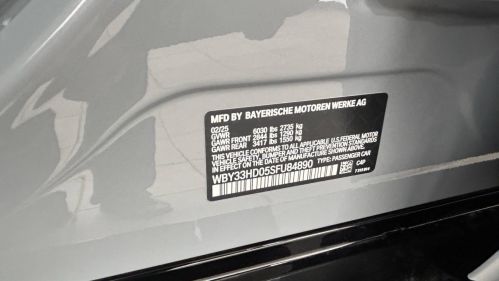 MFD BY BAYERISCHE MOTOREN WERKE AG
02/25
GVWR 6030 lbs 2735 kg
GAWR FRONT 2844 lbs 1290 kg
GAWR REAR 3417 lbs 1550 kg
THIS VEHICLE CONFORMS TO ALL APPLICABLE U.S. FEDERAL MOTOR
VEHICLE SAFETY, BUMPER, AND THEFT PREVENTION STANDARDS
IN EFFECT ON THE DATE OF MANUFACTURE SHOWN ABOVE.
WBY33HD05SFU84890 TYPE: PASSENGER CAR
C4P